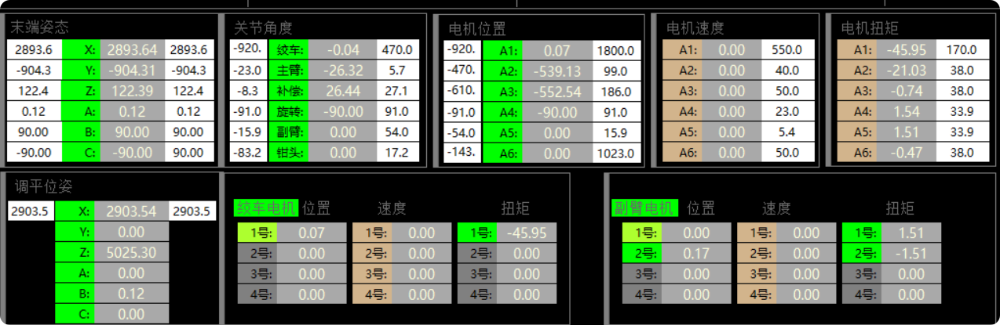 末端姿态
2893.6 X: 2893.64 2893.6
-904.3 Y: -904.31 -904.3
122.4 Z: 122.39 122.4
0.12 A: 0.12 0.12
90.00 B: 90.00 90.00
-90.00 C: -90.00 90.00
关节角度
-920. 绞车: -0.04 470.0
-23.0 主臂: -26.32 5.7
-8.3 补偿: 26.44 27.1
-91.0 旋转: -90.00 91.0
-15.9 副臂: 0.00 54.0
-83.2 钳头: 0.00 17.2
电机位置
-920. A1: 0.07 1800.0
-470. A2: -539.13 99.0
-610. A3: -552.54 186.0
-91.0 A4: -90.00 91.0
-54.0 A5: 0.00 15.9
-143. A6: 0.00 1023.0
电机速度
A1: 0.00 550.0
A2: 0.00 40.0
A3: 0.00 50.0
A4: 0.00 23.0
A5: 0.00 5.4
A6: 0.00 50.0
电机扭矩
A1: -45.95 170.0
A2: -21.03 38.0
A3: -0.74 38.0
A4: 1.54 33.9
A5: 1.51 33.9
A6: -0.47 38.0
调平位姿
2903.5 X: 2903.54 2903.5
Y: 0.00
Z: 5025.30
A: 0.00
B: 0.12
C: 0.00
绞车电机 位置 速度 扭矩
1号: 0.07 1号: 0.00 1号: -45.95
2号: 0.00 2号: 0.00 2号: 0.00
3号: 0.00 3号: 0.00 3号: 0.00
4号: 0.00 4号: 0.00 4号: 0.00
副臂电机 位置 速度 扭矩
1号: 0.00 1号: 0.00 1号: 1.51
2号: 0.17 2号: 0.00 2号: -1.51
3号: 0.00 3号: 0.00 3号: 0.00
4号: 0.00 4号: 0.00 4号: 0.00